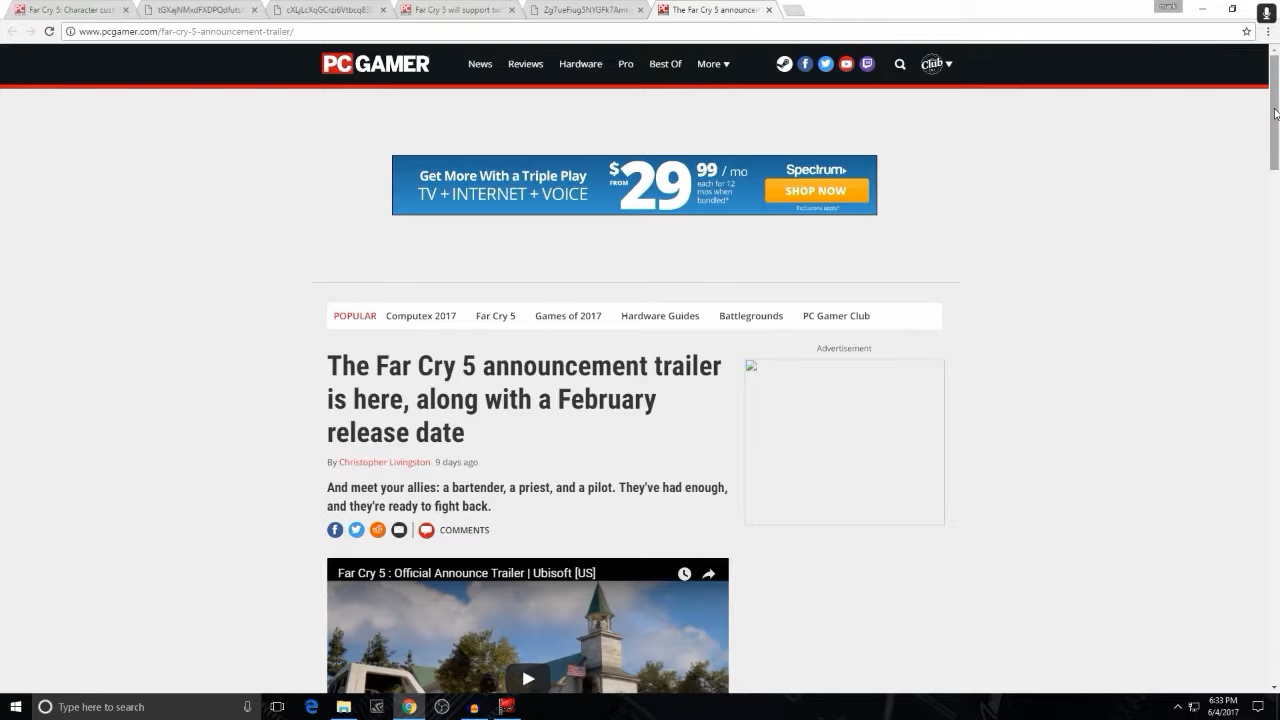 Far Cry 5: Character cus
tGXajNMxdFXDPQdfutsX
cXLjLcXqGCrzi6Vtbcq83
Far Cry 5 will support tw
Zg7ueFiug5NYGFk7Amk
The Far Cry 5 announce
mark
www.pcgamer.com/far-cry-5-announcement-trailer/
PC GAMER
News Reviews Hardware Pro Best Of More
Club
Get More With a Triple Play
TV + INTERNET + VOICE
FROM $29 99 / mo
each for 12
mos when
bundled*
Spectrum
SHOP NOW
Exclusions apply*
POPULAR Computex 2017 Far Cry 5 Games of 2017 Hardware Guides Battlegrounds PC Gamer Club
Advertisement
The Far Cry 5 announcement trailer
is here, along with a February
release date
By Christopher Livingston 9 days ago
And meet your allies: a bartender, a priest, and a pilot. They've had enough,
and they're ready to fight back.
COMMENTS
Far Cry 5 : Official Announce Trailer | Ubisoft [US]
Type here to search
6:33 PM
6/4/2017